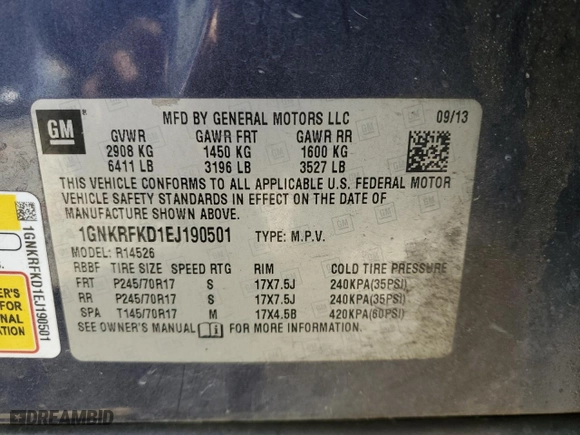 GM
MFD BY GENERAL MOTORS LLC 09/13
GVWR GAWR FRT GAWR RR
2908 KG 1450 KG 1600 KG
6411 LB 3196 LB 3527 LB
THIS VEHICLE CONFORMS TO ALL APPLICABLE U.S. FEDERAL MOTOR
VEHICLE SAFETY STANDARDS IN EFFECT ON THE DATE OF
MANUFACTURE SHOWN ABOVE.
1GNKRFKD1EJ190501 TYPE: M.P.V.
MODEL: R14526
RBBF TIRE SIZE SPEED RTG RIM COLD TIRE PRESSURE
FRT P245/70R17 S 17X7.5J 240KPA(35PSI)
RR P245/70R17 S 17X7.5J 240KPA(35PSI)
SPA T145/70R17 M 17X4.5B 420KPA(60PSI)
SEE OWNER'S MANUAL FOR MORE INFORMATION.
1GNKRFKD1EJ190501
ER'S
FOR
NAL
ATION
DREAMBID